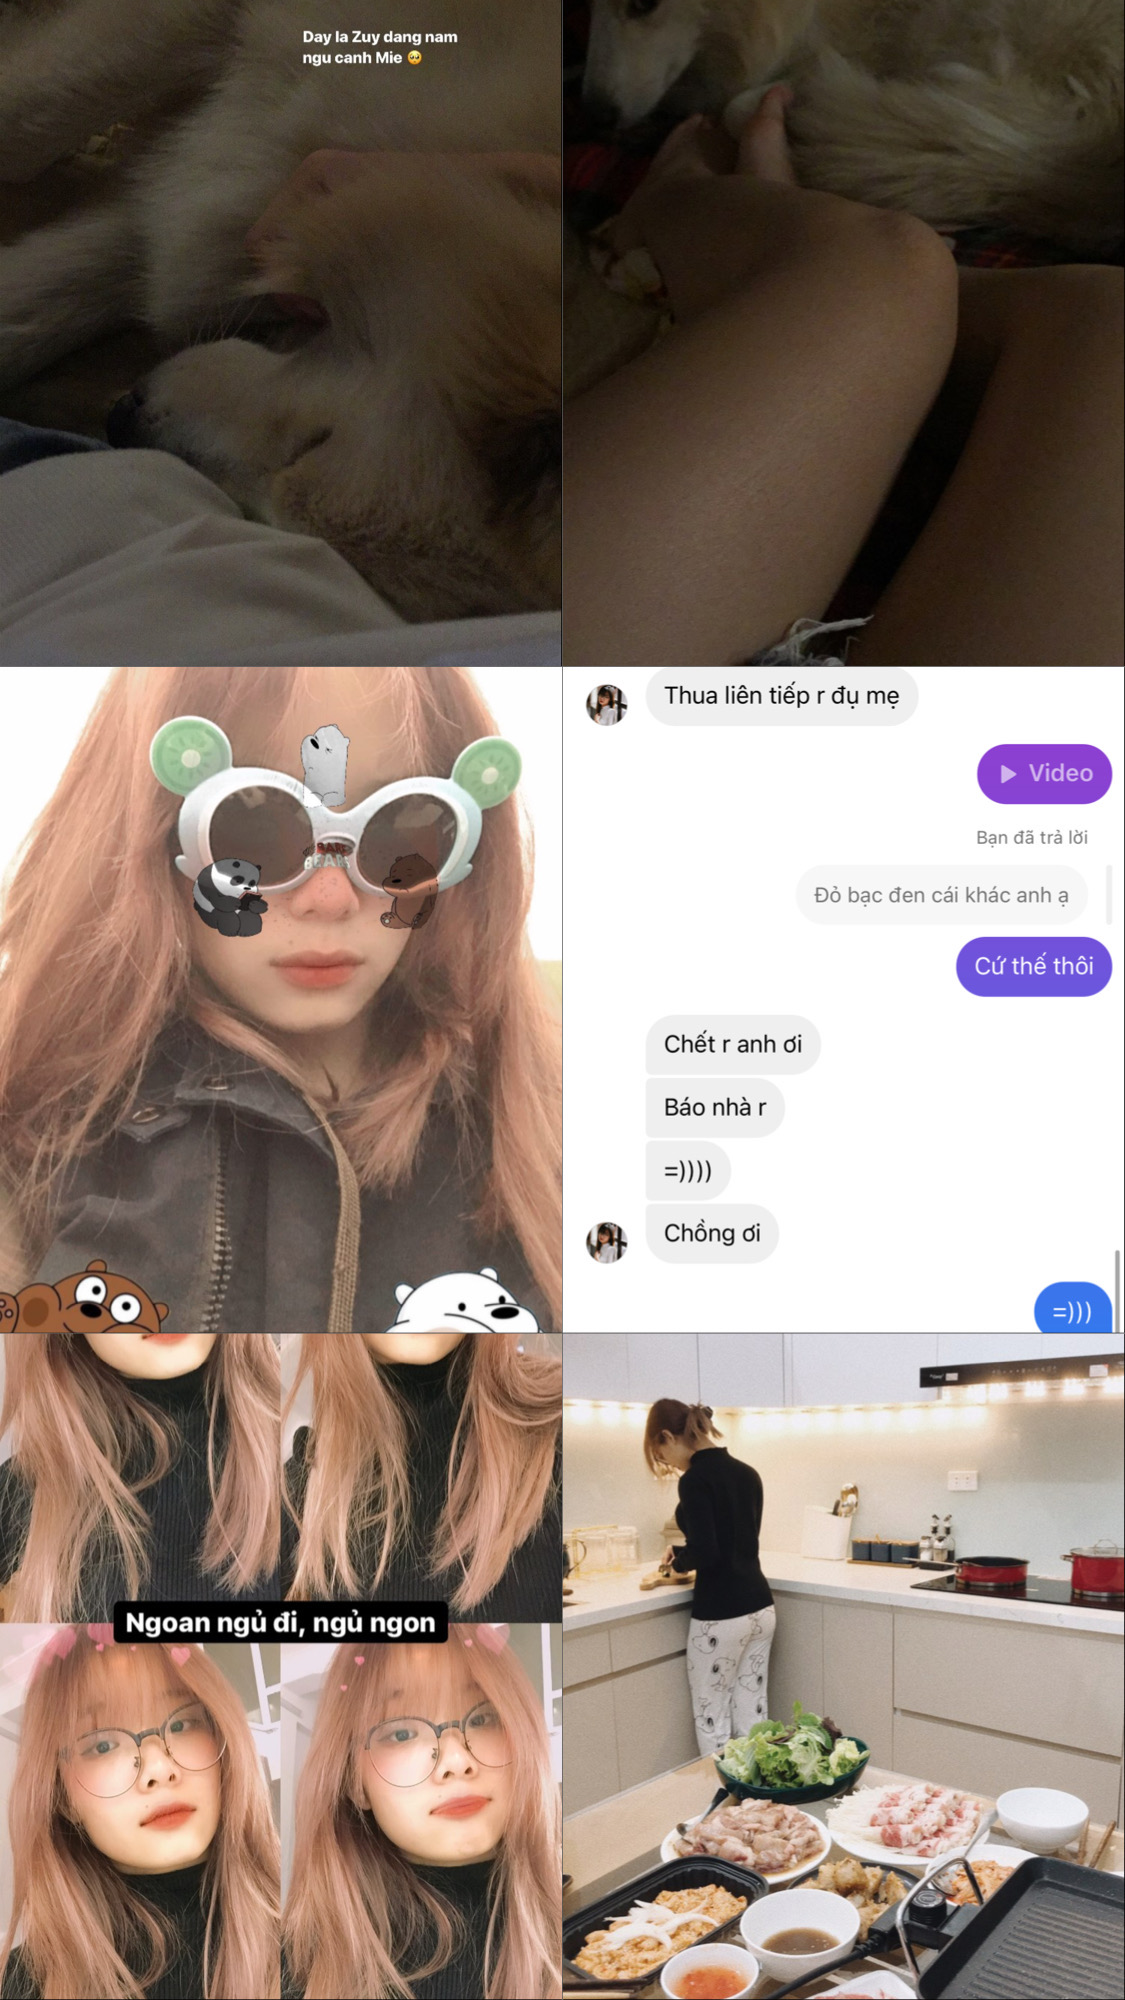 Day la Zuy dang nam
ngu canh Mie 🥺
Thua liên tiếp r đụ mẹ
Video
Bạn đã trả lời
Đỏ bạc đen cái khác anh ạ
Cứ thế thôi
BEARS
Chết r anh ơi
Báo nhà r
=))))
Chồng ơi
=)))
Ngoan ngủ đi, ngủ ngon